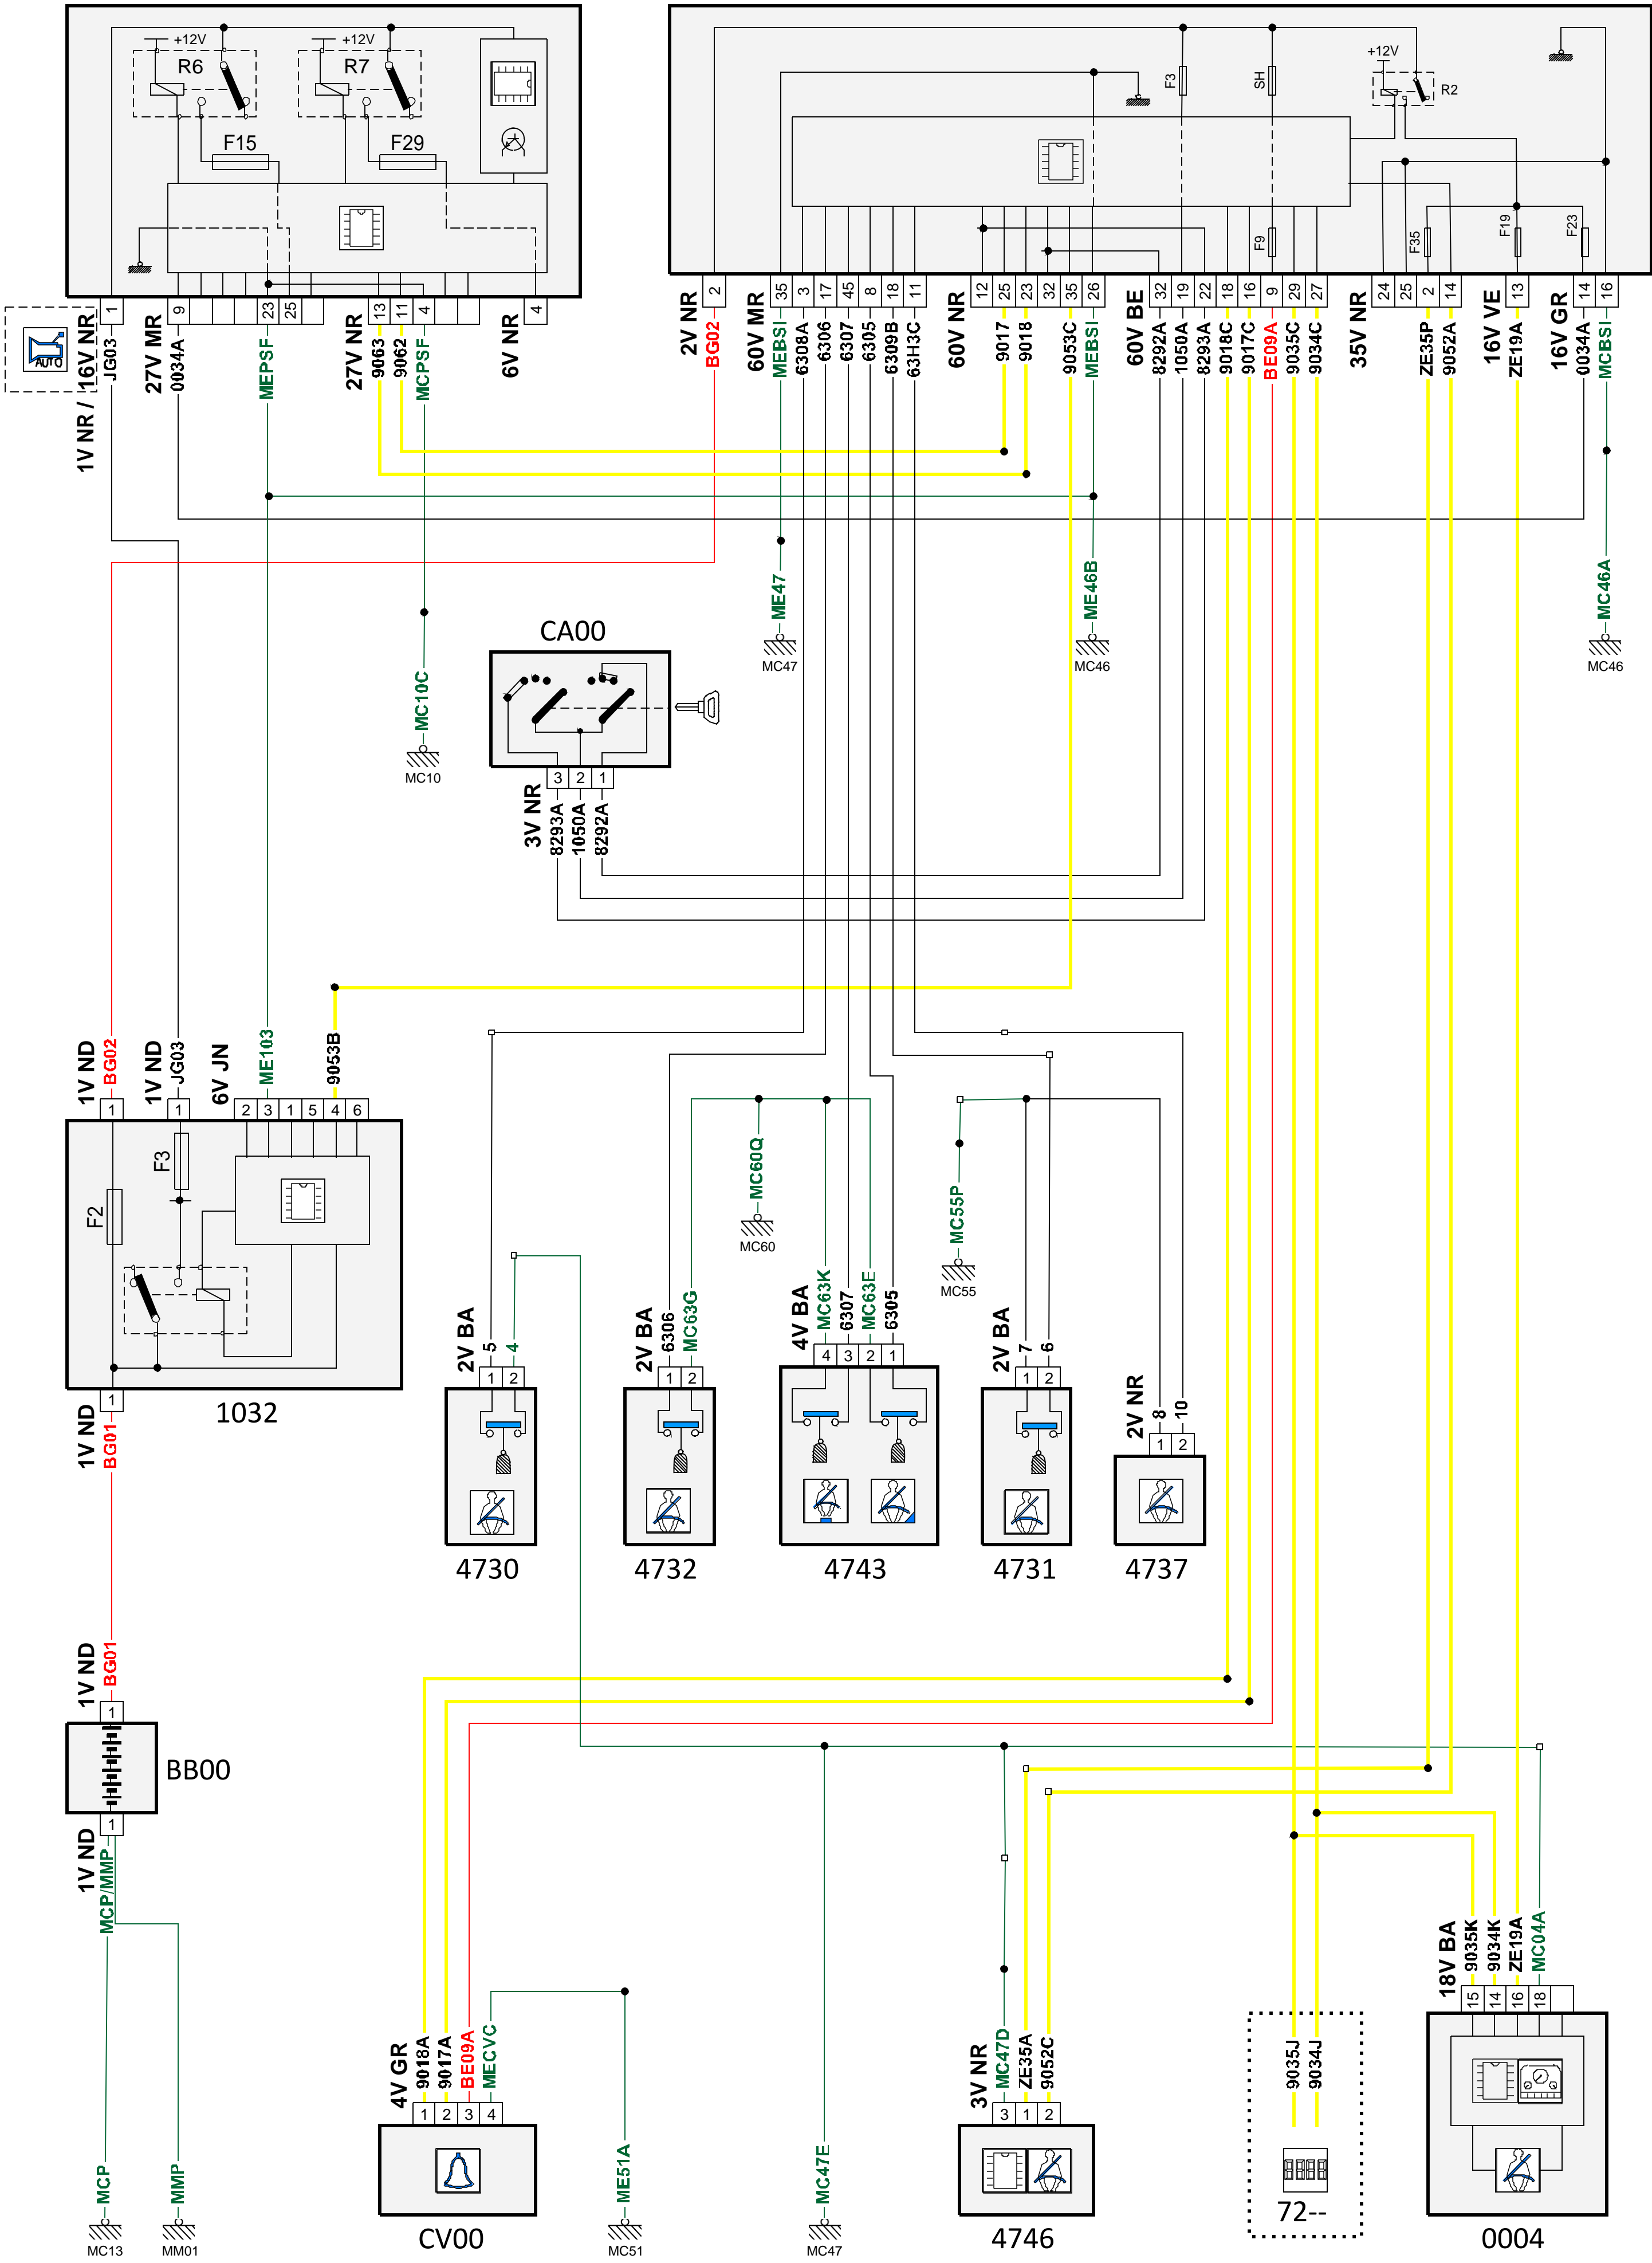 +12V
+12V
R6
R7
F15
F29
F3
SH
+12V
R2
F9
F35
F19
F23
AUTO
1V NR / 16V NR
1
JG03
27V MR
9
0034A
23
25
MEPSF
27V NR
13
11
4
9063
9062
MCPSF
6V NR
4
2V NR
2
BG02
60V MR
35
3
17
45
8
18
11
MEBSI
6308A
6306
6307
6305
6309B
63H3C
60V NR
12
25
23
32
35
26
9017
9018
9053C
MEBSI
60V BE
32
19
22
18
16
9
29
27
8292A
1050A
8293A
9018C
9017C
BE09A
9035C
9034C
35V NR
24
25
2
14
ZE35P
9052A
16V VE
13
ZE19A
16V GR
14
16
0034A
MCBSI
ME47
MC47
ME46B
MC46
MC46A
MC46
MC10C
MC10
CA00
3V NR
3
2
1
8293A
1050A
8292A
1V ND
BG02
1
1V ND
JG03
1
6V JN
ME103
9053B
2
3
1
5
4
6
F3
F2
1
1032
1V ND
BG01
MC60Q
MC60
MC55P
MC55
2V BA
5
4
1
2
4730
2V BA
6306
MC63G
1
2
4732
4V BA
MC63K
6307
MC63E
6305
4
3
2
1
4743
2V BA
7
6
1
2
4731
2V NR
8
10
1
2
4737
1V ND
BG01
1
BB00
1
1V ND
MCP/MMP
MCP
MC13
MMP
MM01
4V GR
9018A
9017A
BE09A
MECVC
1
2
3
4
CV00
ME51A
MC51
MC47E
MC47
3V NR
MC47D
ZE35A
9052C
3
1
2
4746
9035J
9034J
72--
18V BA
9035K
9034K
ZE19A
MC04A
15
14
16
18
0004